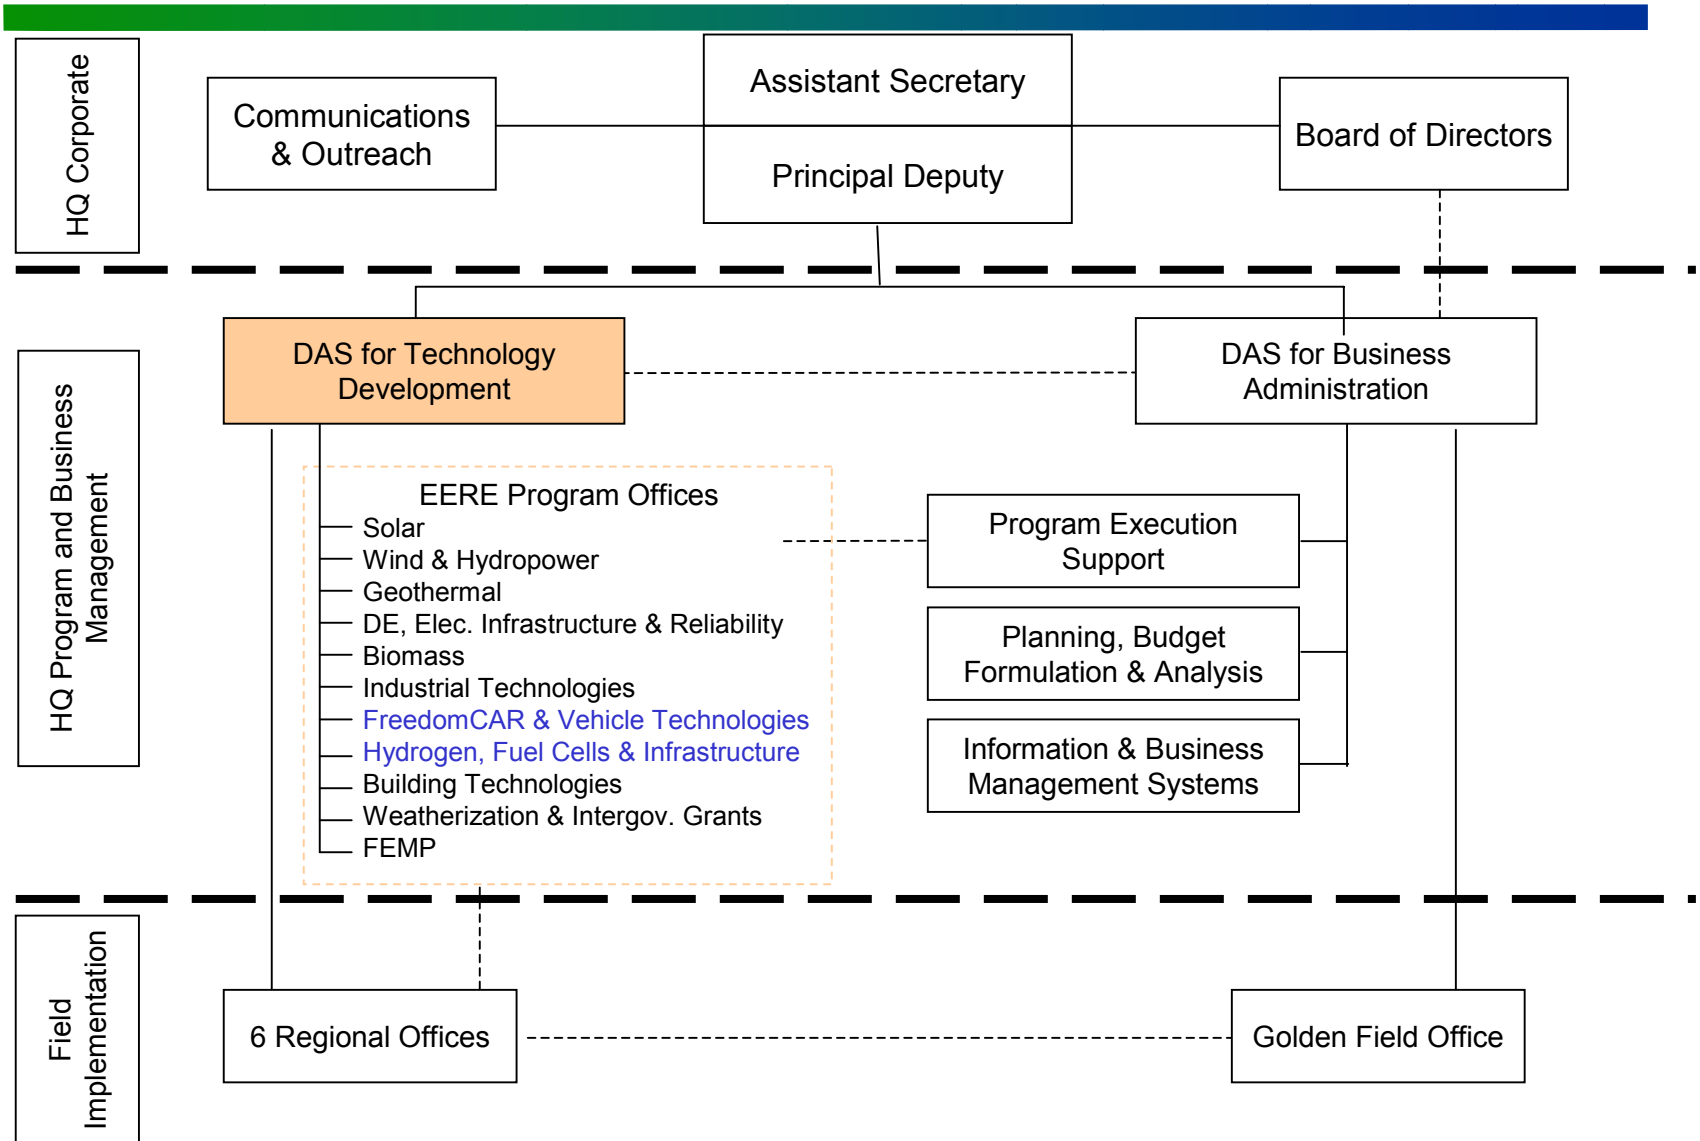 HQ Corporate
Communications
& Outreach
Assistant Secretary
Principal Deputy
Board of Directors
HQ Program and Business
Management
DAS for Technology
Development
DAS for Business
Administration
EERE Program Offices
Solar
Wind & Hydropower
Geothermal
DE, Elec. Infrastructure & Reliability
Biomass
Industrial Technologies
FreedomCAR & Vehicle Technologies
Hydrogen, Fuel Cells & Infrastructure
Building Technologies
Weatherization & Intergov. Grants
FEMP
Program Execution
Support
Planning, Budget
Formulation & Analysis
Information & Business
Management Systems
Field
Implementation
6 Regional Offices
Golden Field Office